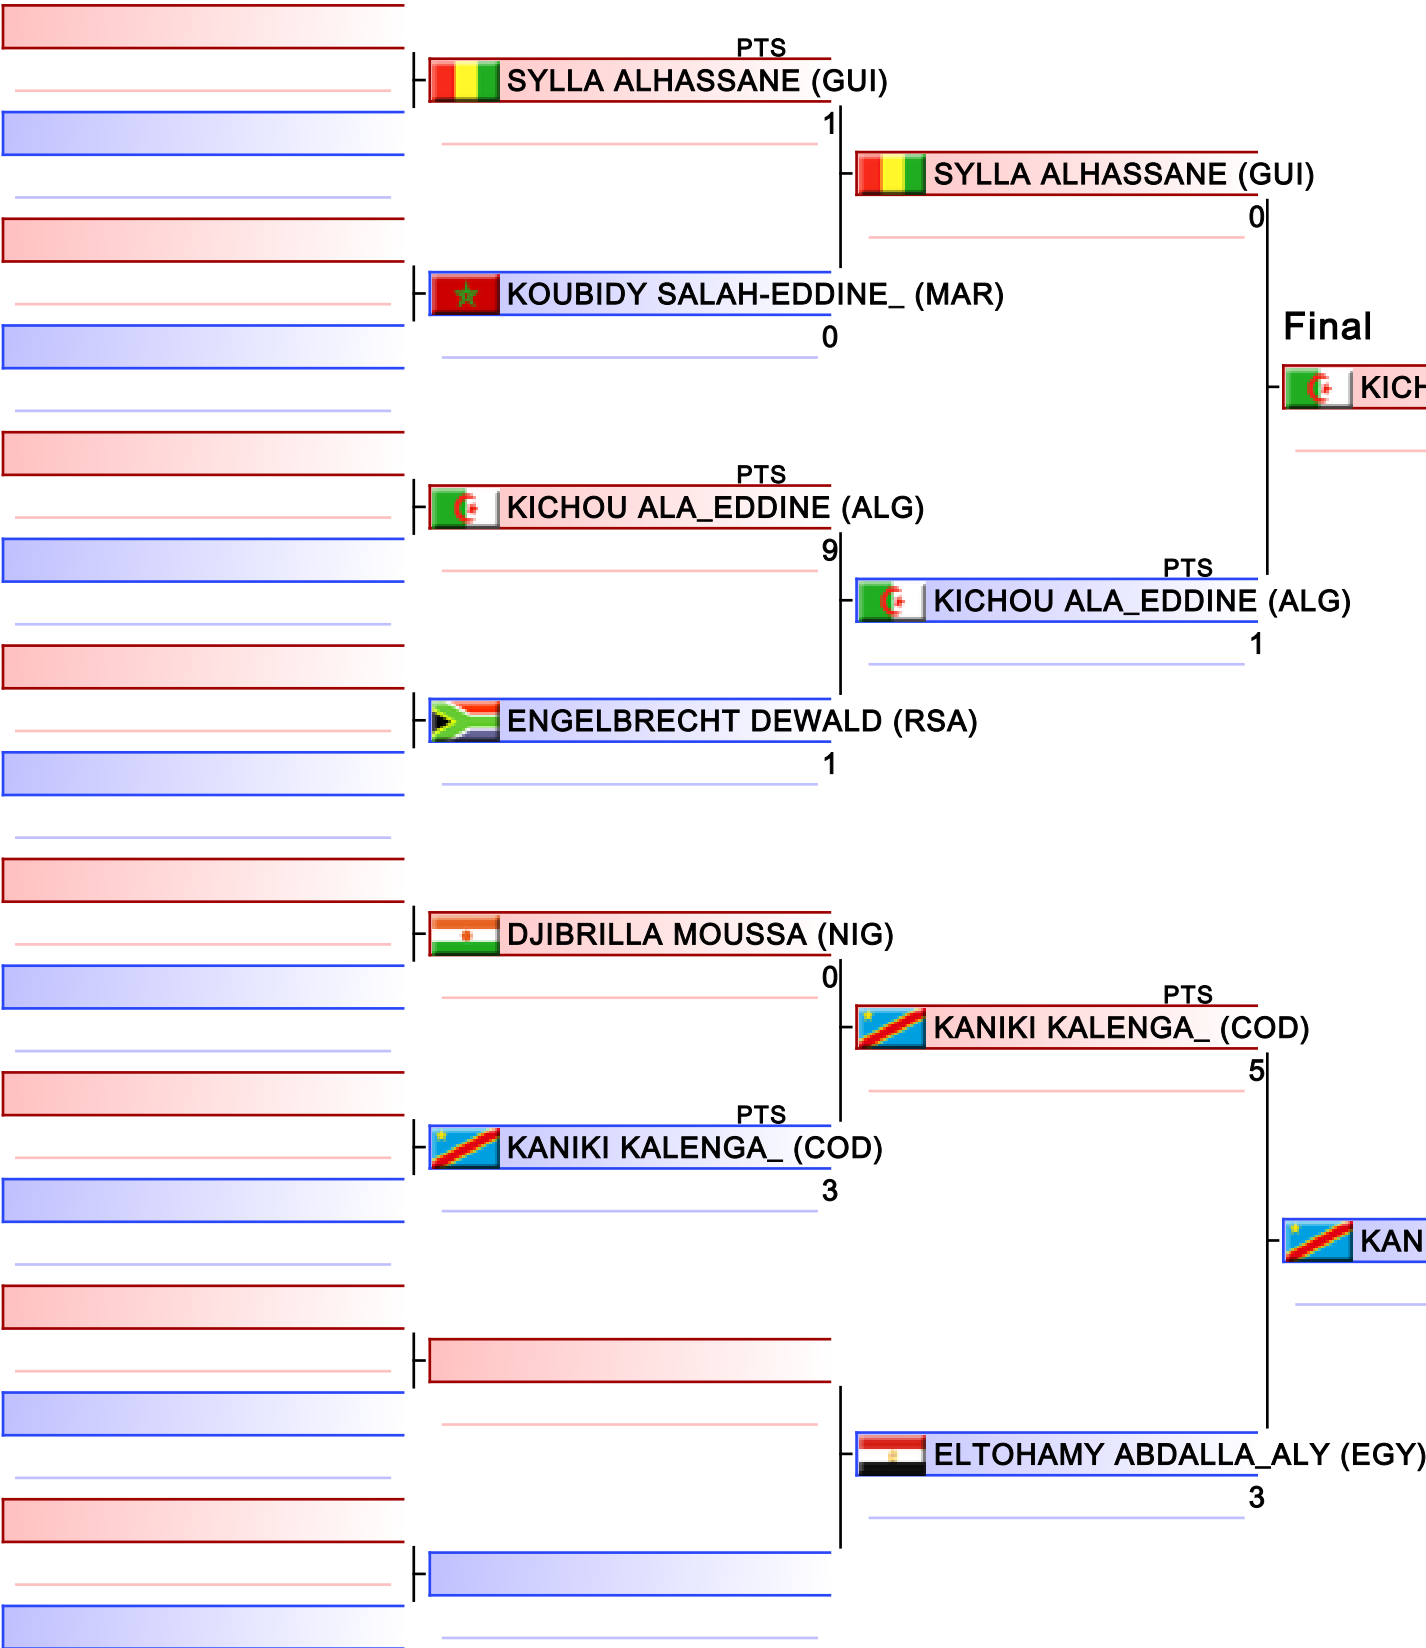 PTS
SYLLA ALHASSANE (GUI)
1
SYLLA ALHASSANE (GUI)
0
KOUBIDY SALAH-EDDINE_ (MAR)
0
Final
KICH
PTS
KICHOU ALA_EDDINE (ALG)
9
PTS
KICHOU ALA_EDDINE (ALG)
1
ENGELBRECHT DEWALD (RSA)
1
DJIBRILLA MOUSSA (NIG)
0
PTS
KANIKI KALENGA_ (COD)
5
PTS
KANIKI KALENGA_ (COD)
3
KAN
ELTOHAMY ABDALLA_ALY (EGY)
3